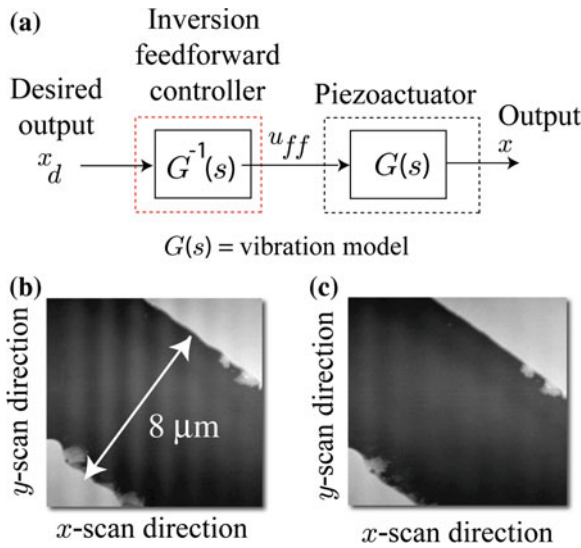 (a)
Inversion
feedforward
controller
Desired
output
x_d
G⁻¹(s)
u_ff
Piezoactuator
G(s)
Output
x
G(s) = vibration model
(b)
y-scan direction
8 μm
x-scan direction
(c)
y-scan direction
x-scan direction